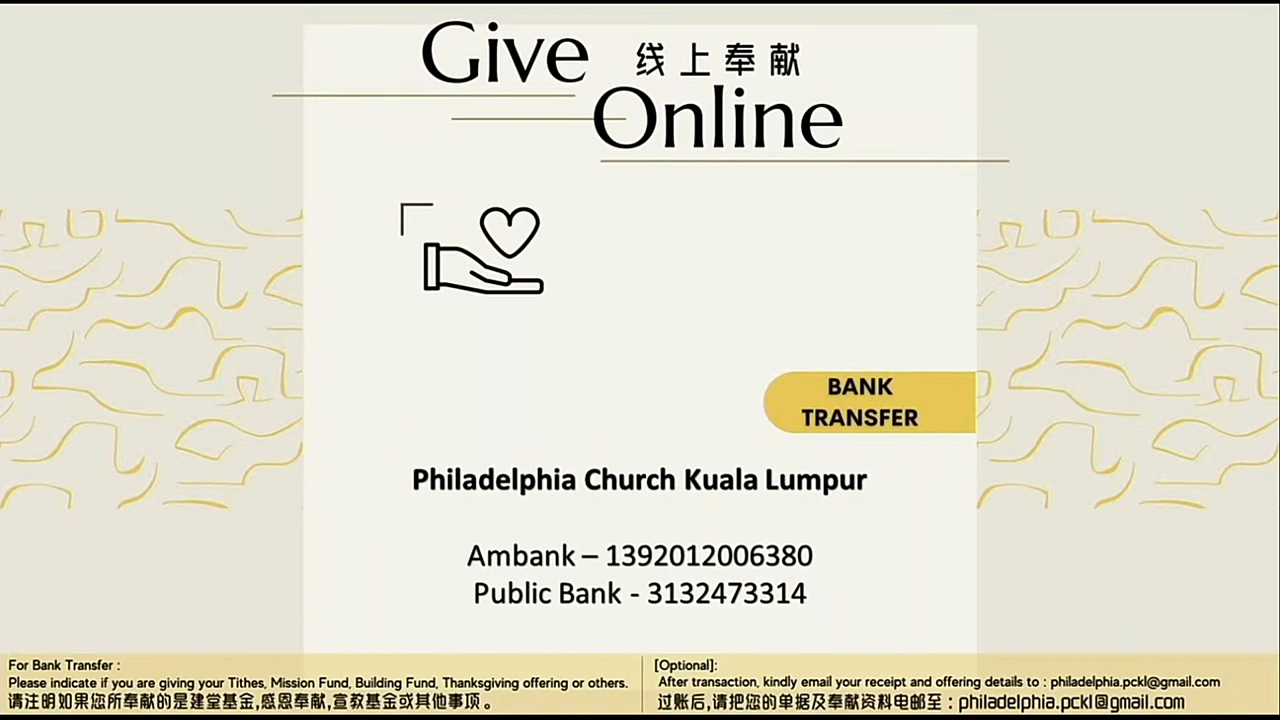 Give 线上奉献
Online
BANK
TRANSFER
Philadelphia Church Kuala Lumpur
Ambank – 1392012006380
Public Bank - 3132473314
For Bank Transfer :
Please indicate if you are giving your Tithes, Mission Fund, Building Fund, Thanksgiving offering or others.
请注明如果您所奉献的是建堂基金,感恩奉献,宣教基金或其他事项。
[Optional]:
After transaction, kindly email your receipt and offering details to : philadelphia.pckl@gmail.com
过账后,请把您的单据及奉献资料电邮至 : philadelphia.pckl@gmail.com